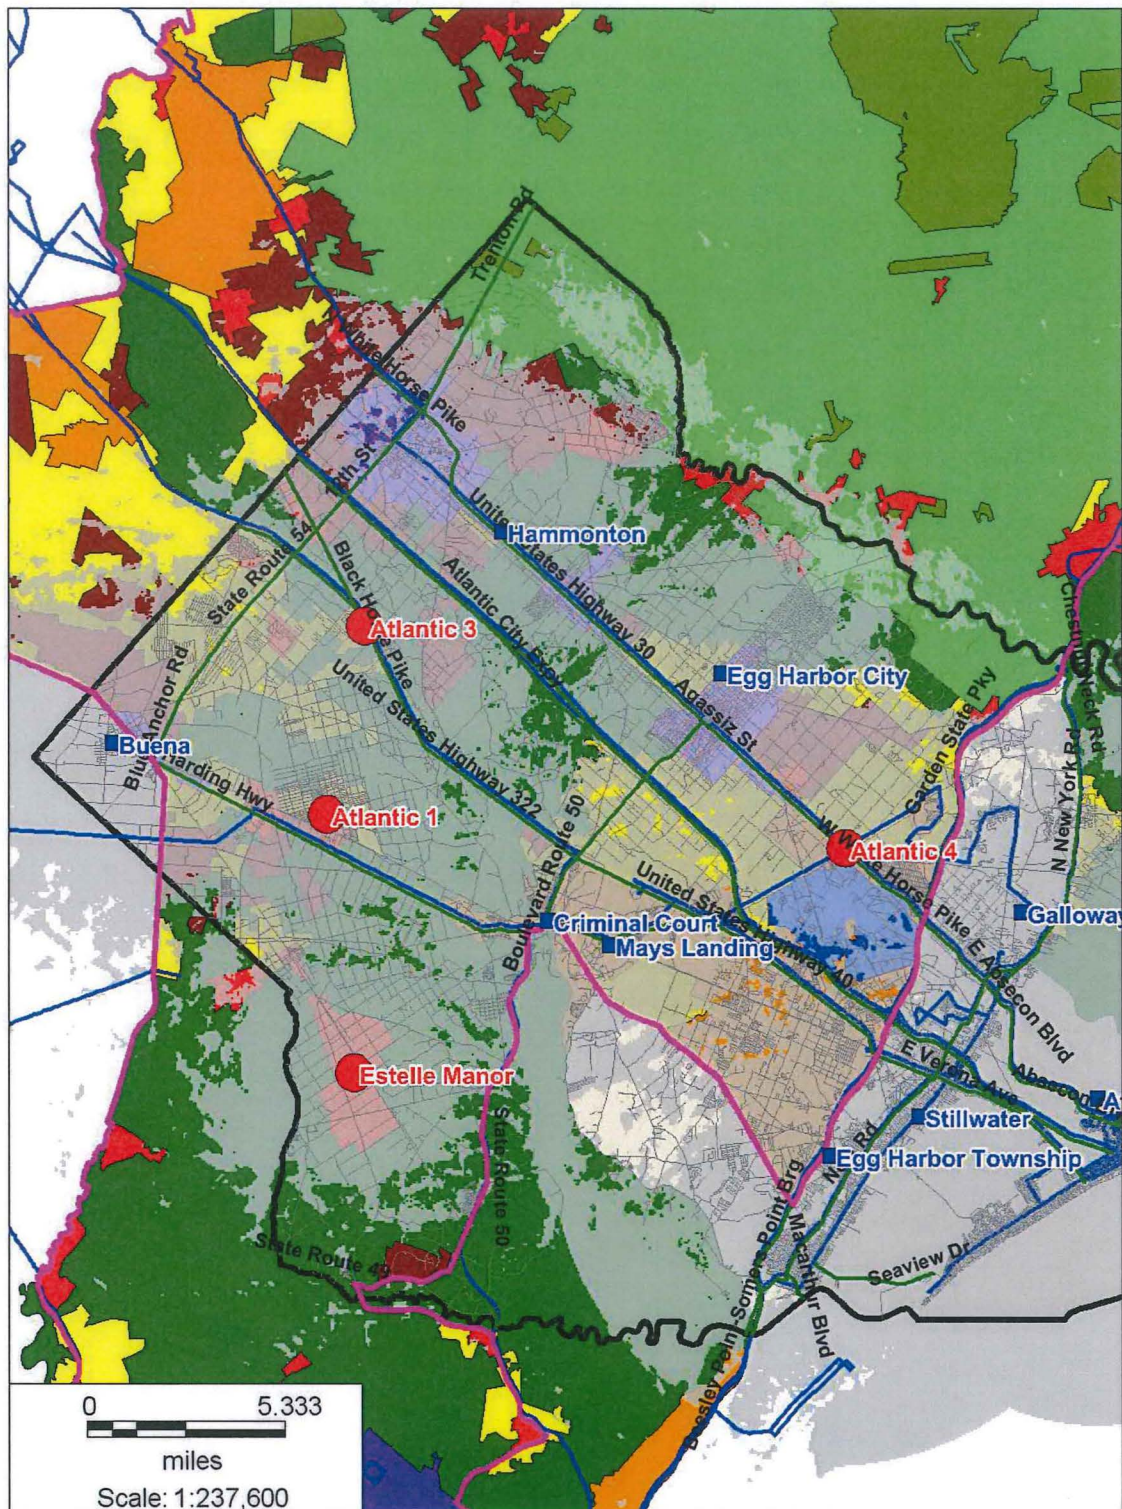 Trenton Rd
White Horse Pike
12th St
State Route 54
Hammonton
United States Highway 30
Black Horse Pike
Atlantic City Expy
Atlantic 3
Egg Harbor City
Agassiz St
Chestnut Neck Rd
Garden State Pky
N New York Rd
Blue Anchor Rd
Buena
Harding Hwy
United States Highway 322
Atlantic 1
Boulevard Route 50
Atlantic 4
W White Horse Pike
E Absecon Blvd
United States Highway 40
Criminal Court
Mays Landing
Galloway
Absecon
A
E Verona Ave
Estelle Manor
Stillwater
Egg Harbor Township
State Route 50
State Route 49
Rd
Macarthur Blvd
Seaview Dr
Beesley Point-Somers Point Brg
0 5.333
miles
Scale: 1:237,600